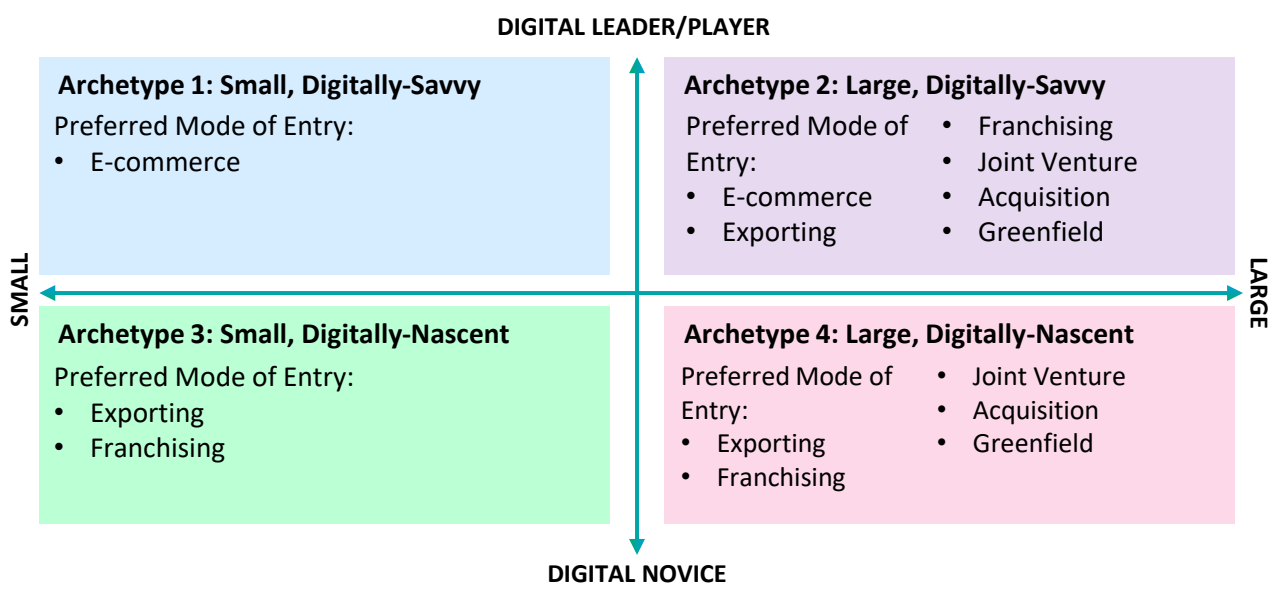 DIGITAL LEADER/PLAYER
Archetype 1: Small, Digitally-Savvy
Preferred Mode of Entry:
• E-commerce
Archetype 2: Large, Digitally-Savvy
Preferred Mode of
Entry:
• E-commerce
• Exporting
• Franchising
• Joint Venture
• Acquisition
• Greenfield
SMALL
LARGE
Archetype 3: Small, Digitally-Nascent
Preferred Mode of Entry:
• Exporting
• Franchising
Archetype 4: Large, Digitally-Nascent
Preferred Mode of
Entry:
• Exporting
• Franchising
• Joint Venture
• Acquisition
• Greenfield
DIGITAL NOVICE